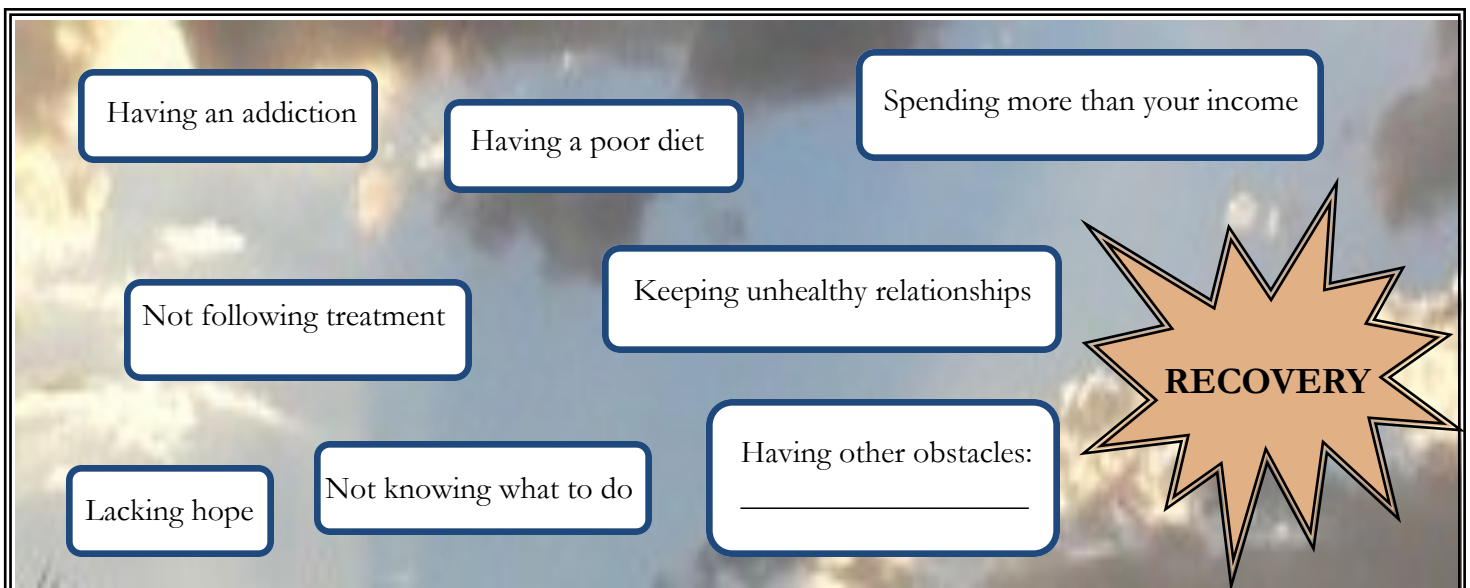 Having an addiction
Having a poor diet
Spending more than your income
Not following treatment
Keeping unhealthy relationships
RECOVERY
Lacking hope
Not knowing what to do
Having other obstacles:
____________________